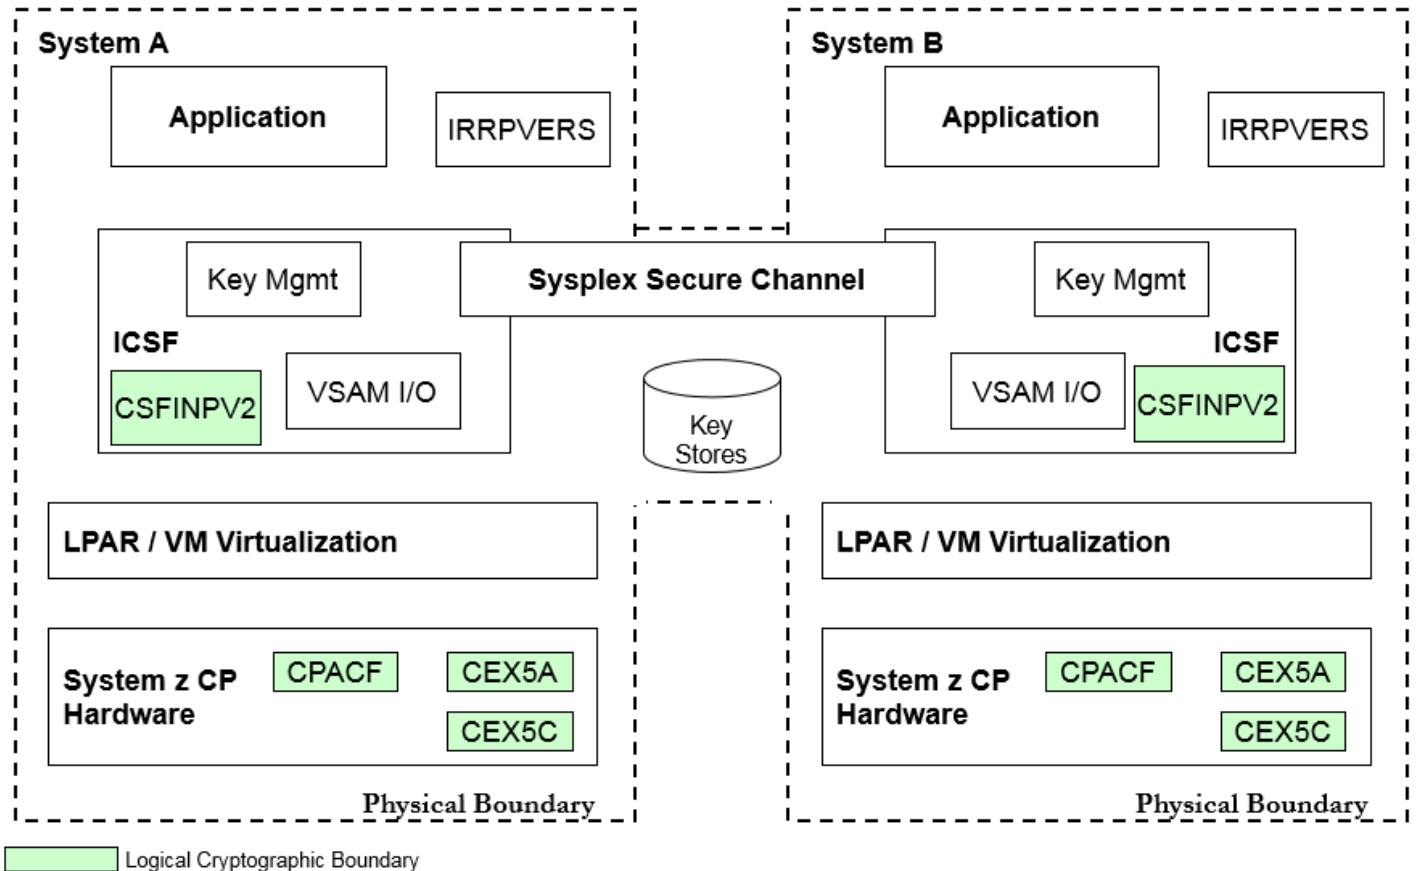 System A
Application
IRRPVERS
Key Mgmt
ICSF
CSFINPV2
VSAM I/O
Sysplex Secure Channel
Key
Stores
LPAR / VM Virtualization
System z CP
Hardware
CPACF
CEX5A
CEX5C
Physical Boundary
System B
Application
IRRPVERS
Key Mgmt
ICSF
VSAM I/O
CSFINPV2
LPAR / VM Virtualization
System z CP
Hardware
CPACF
CEX5A
CEX5C
Physical Boundary
Logical Cryptographic Boundary